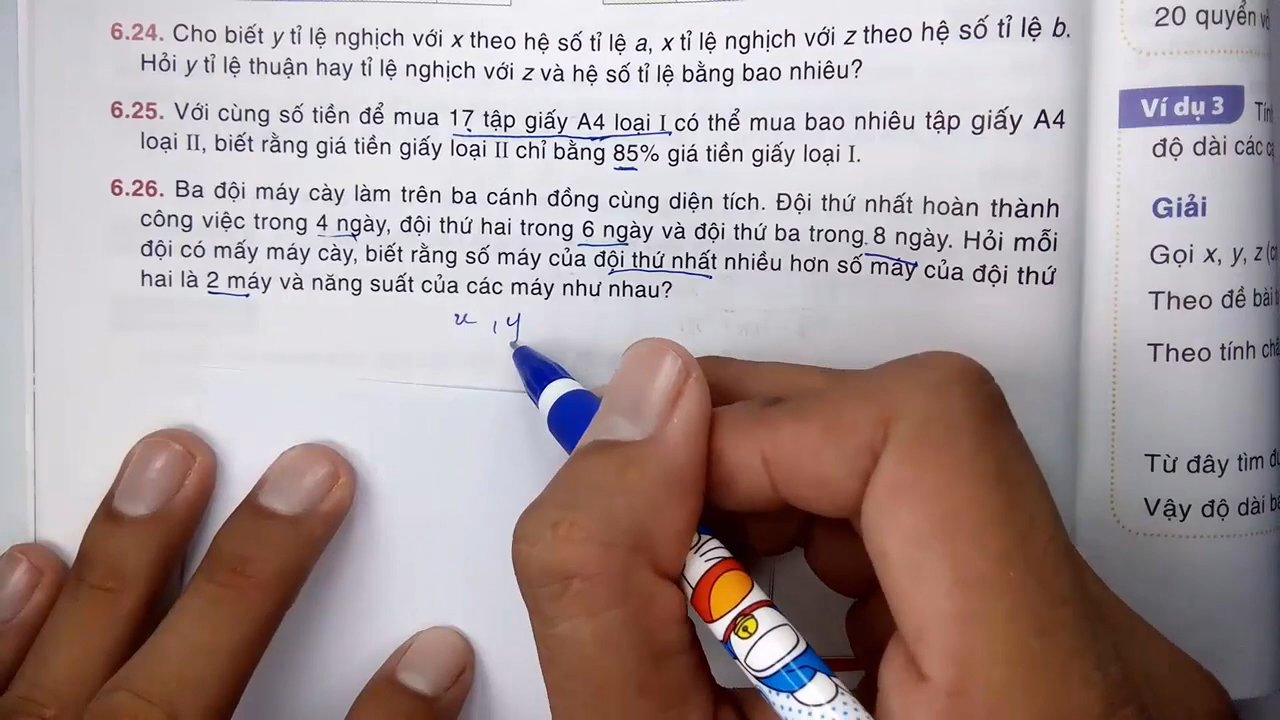 6.24. Cho biết y tỉ lệ nghịch với x theo hệ số tỉ lệ a, x tỉ lệ nghịch với z theo hệ số tỉ lệ b.
Hỏi y tỉ lệ thuận hay tỉ lệ nghịch với z và hệ số tỉ lệ bằng bao nhiêu?
6.25. Với cùng số tiền để mua 17 tập giấy A4 loại I có thể mua bao nhiêu tập giấy A4
loại II, biết rằng giá tiền giấy loại II chỉ bằng 85% giá tiền giấy loại I.
6.26. Ba đội máy cày làm trên ba cánh đồng cùng diện tích. Đội thứ nhất hoàn thành
công việc trong 4 ngày, đội thứ hai trong 6 ngày và đội thứ ba trong 8 ngày. Hỏi mỗi
đội có mấy máy cày, biết rằng số máy của đội thứ nhất nhiều hơn số máy của đội thứ
hai là 2 máy và năng suất của các máy như nhau?
x, y
20 quyển
Ví dụ 3
độ dài các
Giải
Gọi x, y, z
Theo đề bài
Theo tính
Từ đây tìm
Vậy độ dài